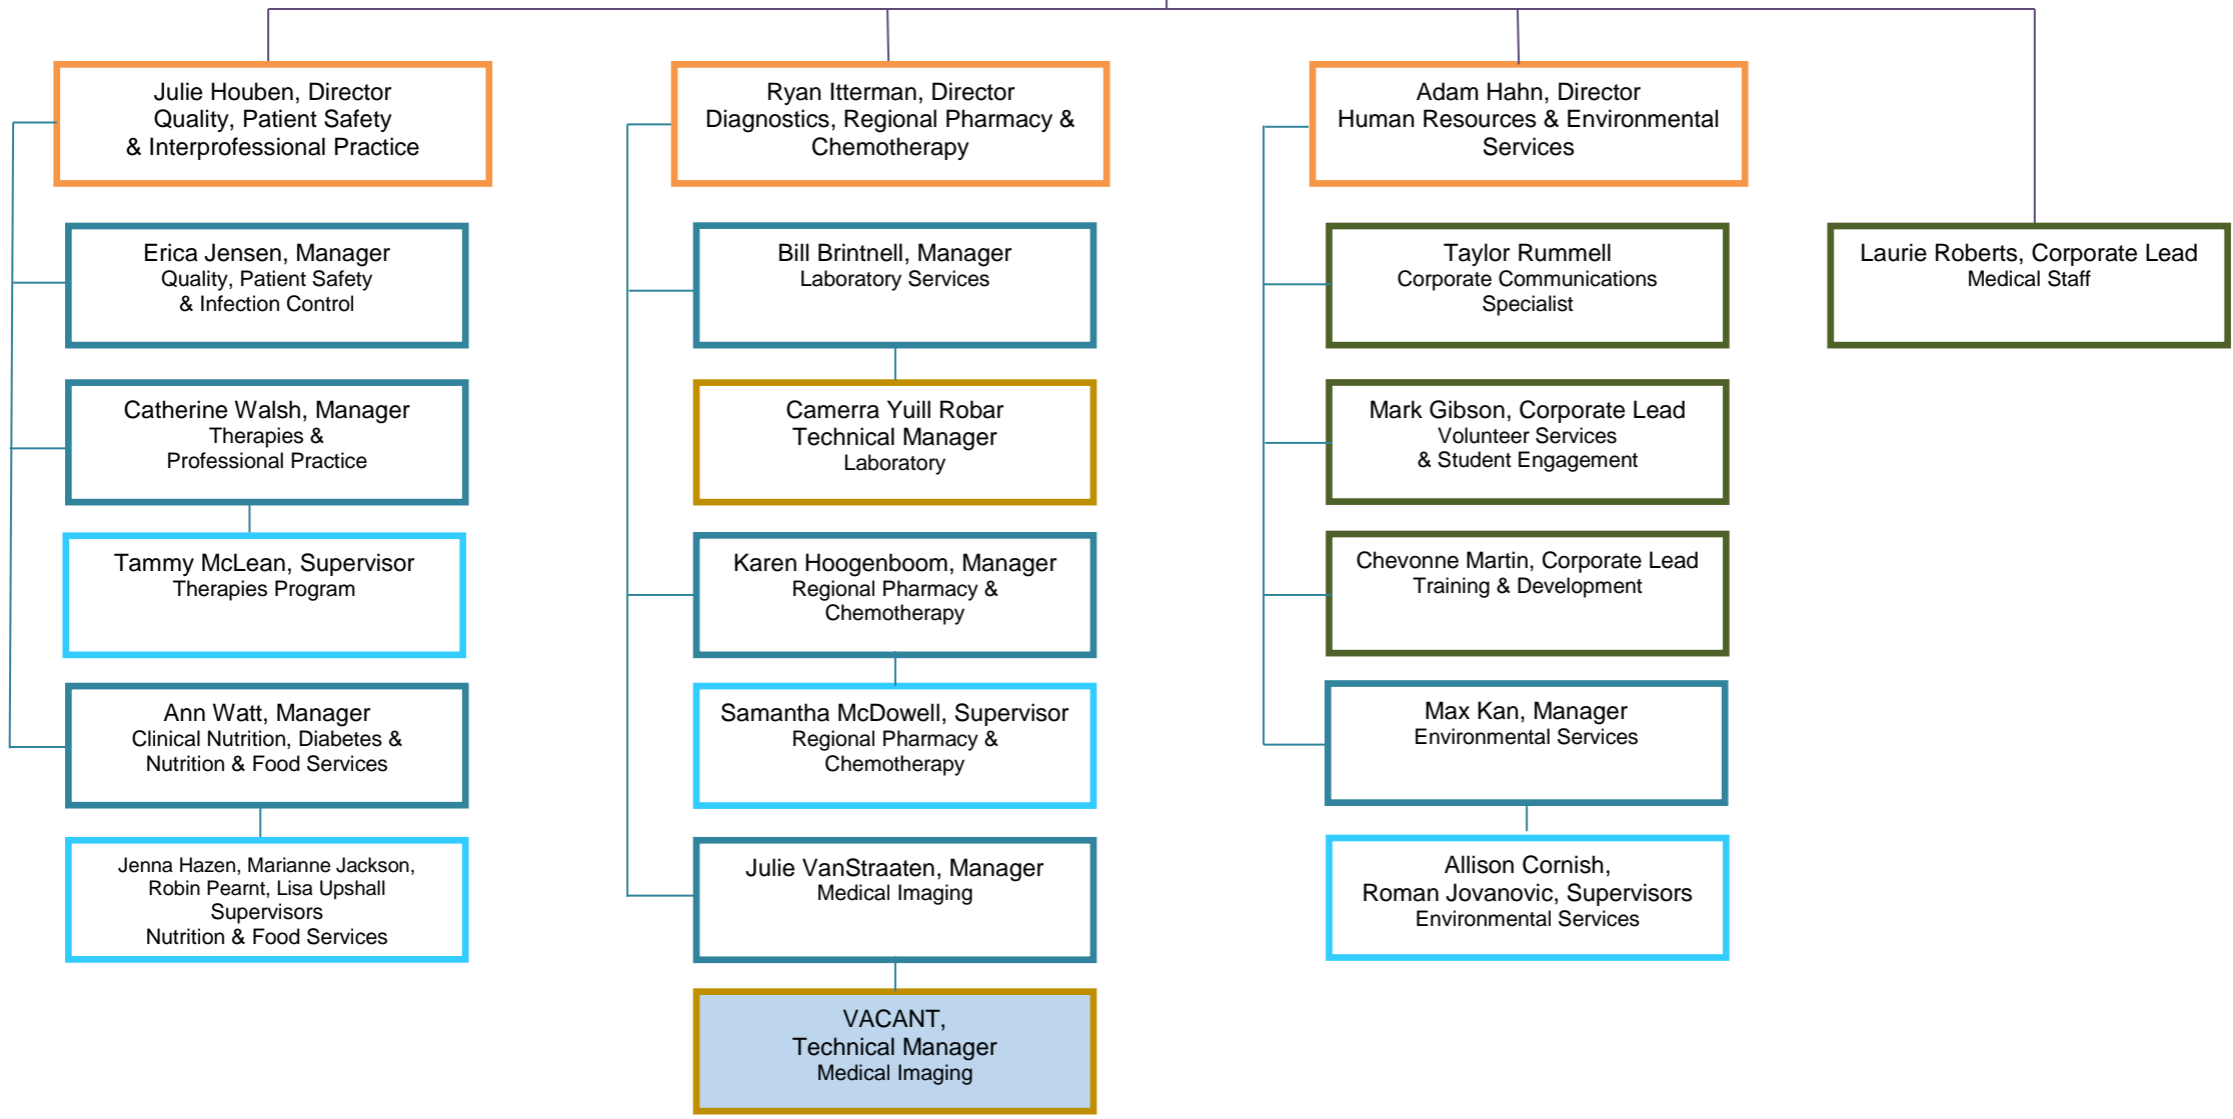 Julie Houben, Director
Quality, Patient Safety
& Interprofessional Practice
Erica Jensen, Manager
Quality, Patient Safety
& Infection Control
Catherine Walsh, Manager
Therapies &
Professional Practice
Tammy McLean, Supervisor
Therapies Program
Ann Watt, Manager
Clinical Nutrition, Diabetes &
Nutrition & Food Services
Jenna Hazen, Marianne Jackson,
Robin Pearnt, Lisa Upshall
Supervisors
Nutrition & Food Services
Ryan Itterman, Director
Diagnostics, Regional Pharmacy &
Chemotherapy
Bill Brintnell, Manager
Laboratory Services
Camerra Yuill Robar
Technical Manager
Laboratory
Karen Hoogenboom, Manager
Regional Pharmacy &
Chemotherapy
Samantha McDowell, Supervisor
Regional Pharmacy &
Chemotherapy
Julie VanStraaten, Manager
Medical Imaging
VACANT,
Technical Manager
Medical Imaging
Adam Hahn, Director
Human Resources & Environmental
Services
Taylor Rummell
Corporate Communications
Specialist
Mark Gibson, Corporate Lead
Volunteer Services
& Student Engagement
Chevonne Martin, Corporate Lead
Training & Development
Max Kan, Manager
Environmental Services
Allison Cornish,
Roman Jovanovic, Supervisors
Environmental Services
Laurie Roberts, Corporate Lead
Medical Staff